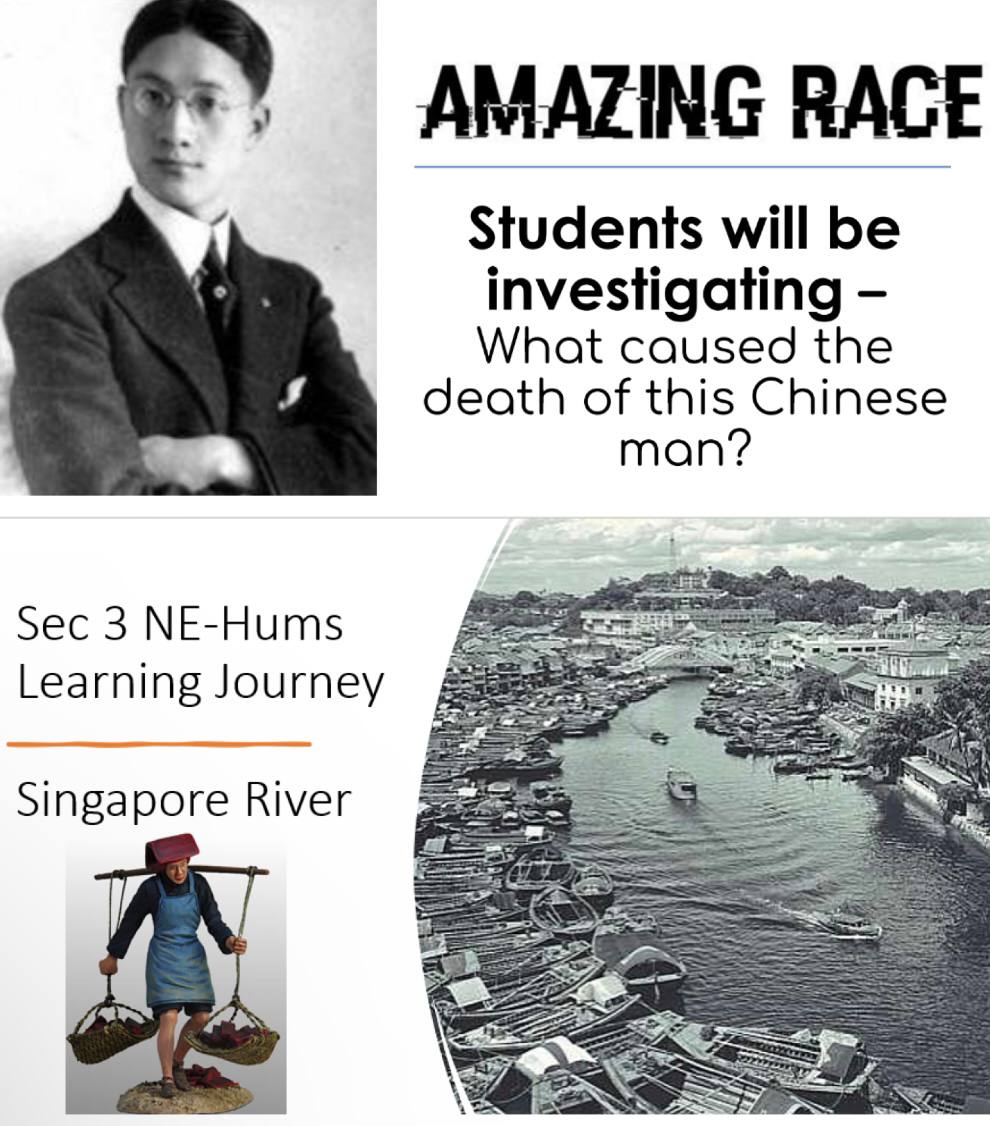 AMAZING RACE
Students will be
investigating –
What caused the
death of this Chinese
man?
Sec 3 NE-Hums
Learning Journey
Singapore River